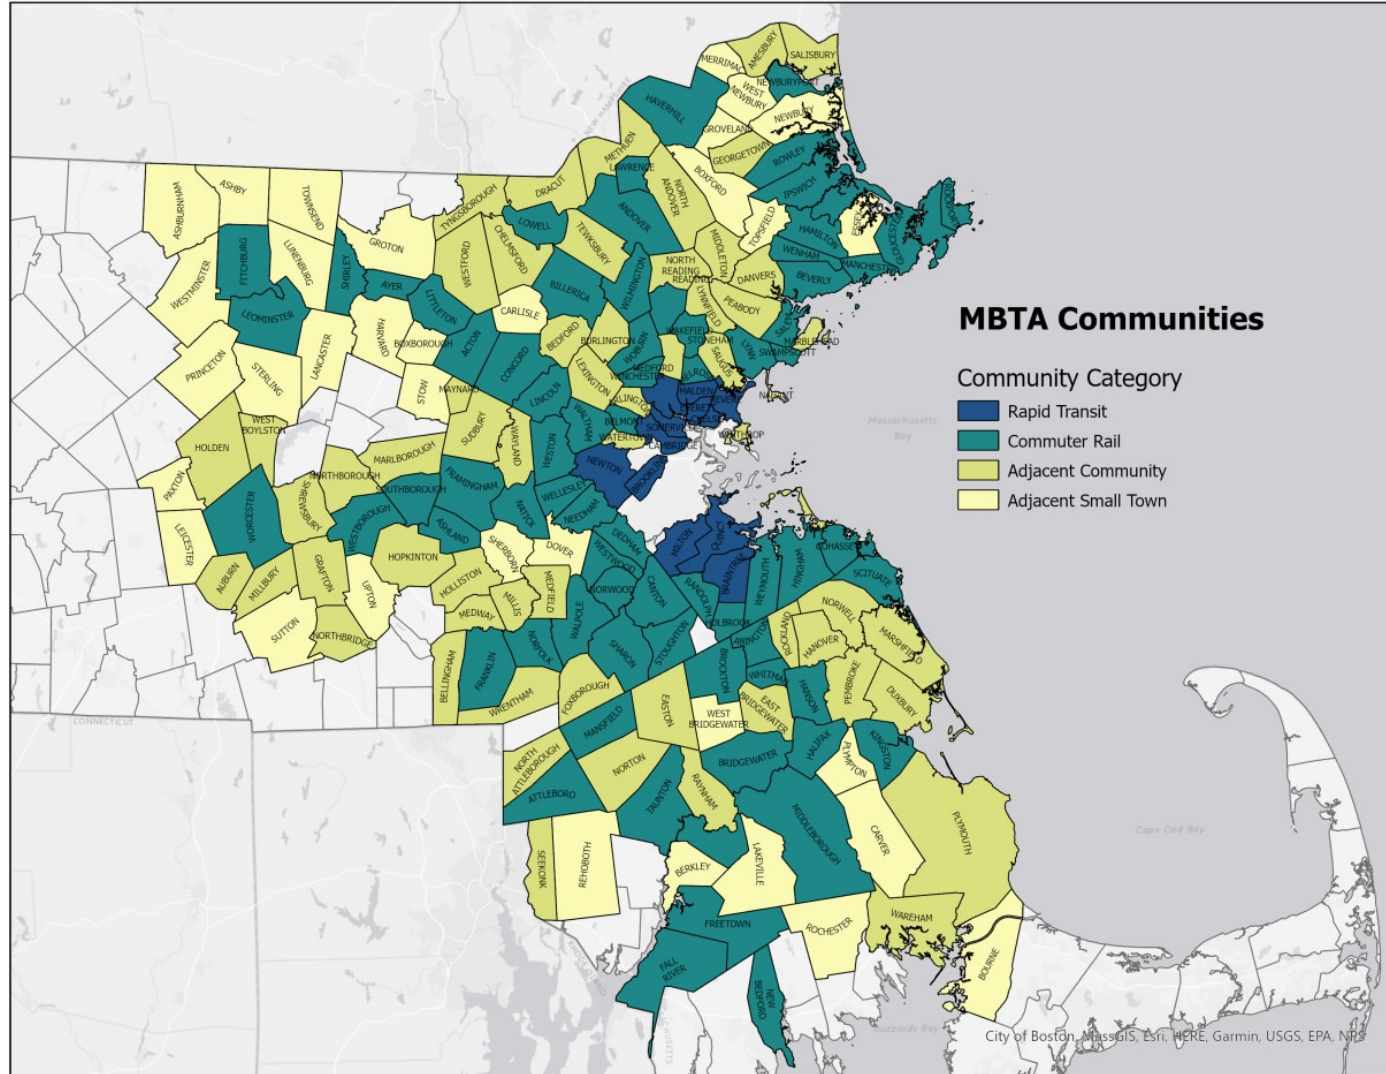 MBTA Communities
Community Category
Rapid Transit
Commuter Rail
Adjacent Community
Adjacent Small Town
NEW HAMPSHIRE
AMESBURY
SALISBURY
MERRIMAC
NEWBURYPORT
WEST
NEWBURY
NEWBURY
HAVERHILL
GROVELAND
GEORGETOWN
ROWLEY
METHUEN
LAWRENCE
BOXFORD
IPSWICH
NORTH
ANDOVER
ANDOVER
DRACUT
TYNGSBOROUGH
LOWELL
ASHBURNHAM
ASHBY
TOWNSEND
GROTON
TOPSFIELD
HAMILTON
ESSEX
GLOUCESTER
ROCKPORT
WENHAM
MANCHESTER
BEVERLY
MIDDLETON
DANVERS
TEWKSBURY
CHELMSFORD
WESTFORD
LUNENBURG
SHIRLEY
FITCHBURG
WESTMINSTER
AYER
LITTLETON
CARLISLE
BILLERICA
WILMINGTON
NORTH
READING
READING
LYNNFIELD
PEABODY
SALEM
MARBLEHEAD
SWAMPSCOTT
LYNN
SAUGUS
NAHANT
WAKEFIELD
STONEHAM
WOBURN
BURLINGTON
BEDFORD
LEOMINSTER
LANCASTER
HARVARD
BOXBOROUGH
ACTON
CONCORD
LEXINGTON
WINCHESTER
MEDFORD
MELROSE
MALDEN
REVERE
EVERETT
CHELSEA
WINTHROP
ARLINGTON
BELMONT
SOMERVILLE
CAMBRIDGE
WATERTOWN
PRINCETON
STERLING
STOW
MAYNARD
LINCOLN
WALTHAM
SUDBURY
WAYLAND
WESTON
NEWTON
BROOKLINE
HOLDEN
WEST
BOYLSTON
MARLBOROUGH
NORTHBOROUGH
SOUTHBOROUGH
FRAMINGHAM
NATICK
WELLESLEY
NEEDHAM
PAXTON
WORCESTER
SHREWSBURY
WESTBOROUGH
ASHLAND
SHERBORN
DOVER
DEDHAM
WESTWOOD
MILTON
QUINCY
BRAINTREE
LEICESTER
AUBURN
MILLBURY
GRAFTON
UPTON
HOPKINTON
HOLLISTON
MEDWAY
MILLIS
MEDFIELD
NORWOOD
CANTON
RANDOLPH
HOLBROOK
WEYMOUTH
HINGHAM
COHASSET
SCITUATE
SUTTON
NORTHBRIDGE
BELLINGHAM
FRANKLIN
NORFOLK
WALPOLE
SHARON
STOUGHTON
ABINGTON
ROCKLAND
NORWELL
HANOVER
MARSHFIELD
WRENTHAM
FOXBOROUGH
MANSFIELD
EASTON
BROCKTON
WHITMAN
HANSON
PEMBROKE
DUXBURY
WEST
BRIDGEWATER
EAST
BRIDGEWATER
BRIDGEWATER
HALIFAX
KINGSTON
PLYMPTON
NORTH
ATTLEBOROUGH
NORTON
ATTLEBORO
TAUNTON
RAYNHAM
MIDDLEBOROUGH
CARVER
PLYMOUTH
SEEKONK
REHOBOTH
BERKLEY
LAKEVILLE
FREETOWN
ROCHESTER
WAREHAM
BOURNE
FALL
RIVER
NEW
BEDFORD
CONNECTICUT
Massachusetts
Bay
Cape Cod Bay
Buzzards Bay
City of Boston, MassGIS, Esri, HERE, Garmin, USGS, EPA, NPS